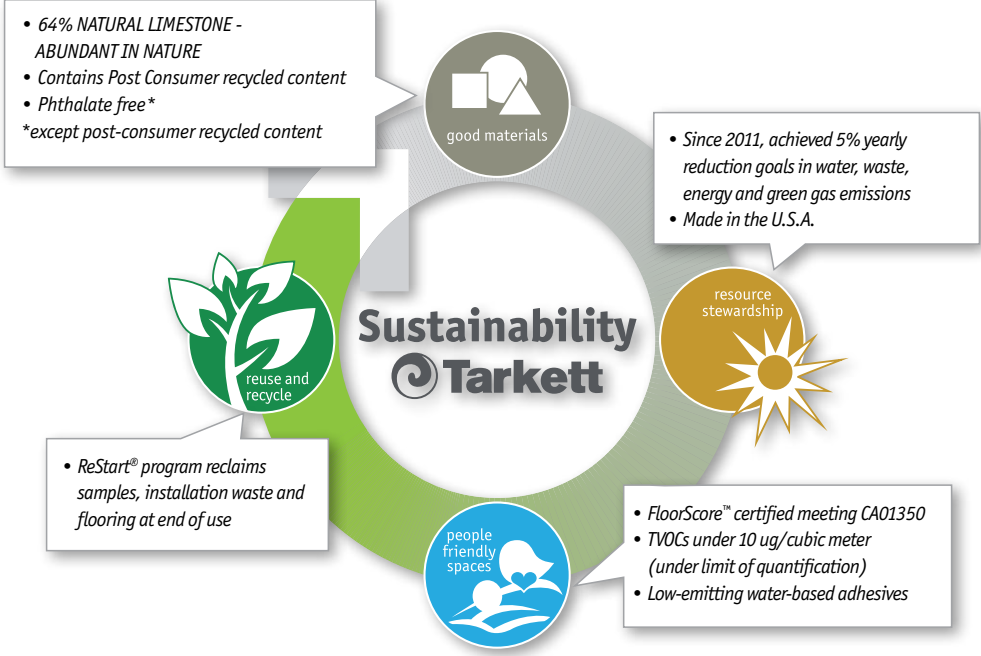 • 64% NATURAL LIMESTONE -
ABUNDANT IN NATURE
• Contains Post Consumer recycled content
• Phthalate free*
*except post-consumer recycled content
good materials
• Since 2011, achieved 5% yearly
reduction goals in water, waste,
energy and green gas emissions
• Made in the U.S.A.
resource
stewardship
Sustainability
Tarkett
reuse and
recycle
• ReStart® program reclaims
samples, installation waste and
flooring at end of use
people
friendly
spaces
• FloorScore™ certified meeting CA01350
• TVOCs under 10 ug/cubic meter
(under limit of quantification)
• Low-emitting water-based adhesives